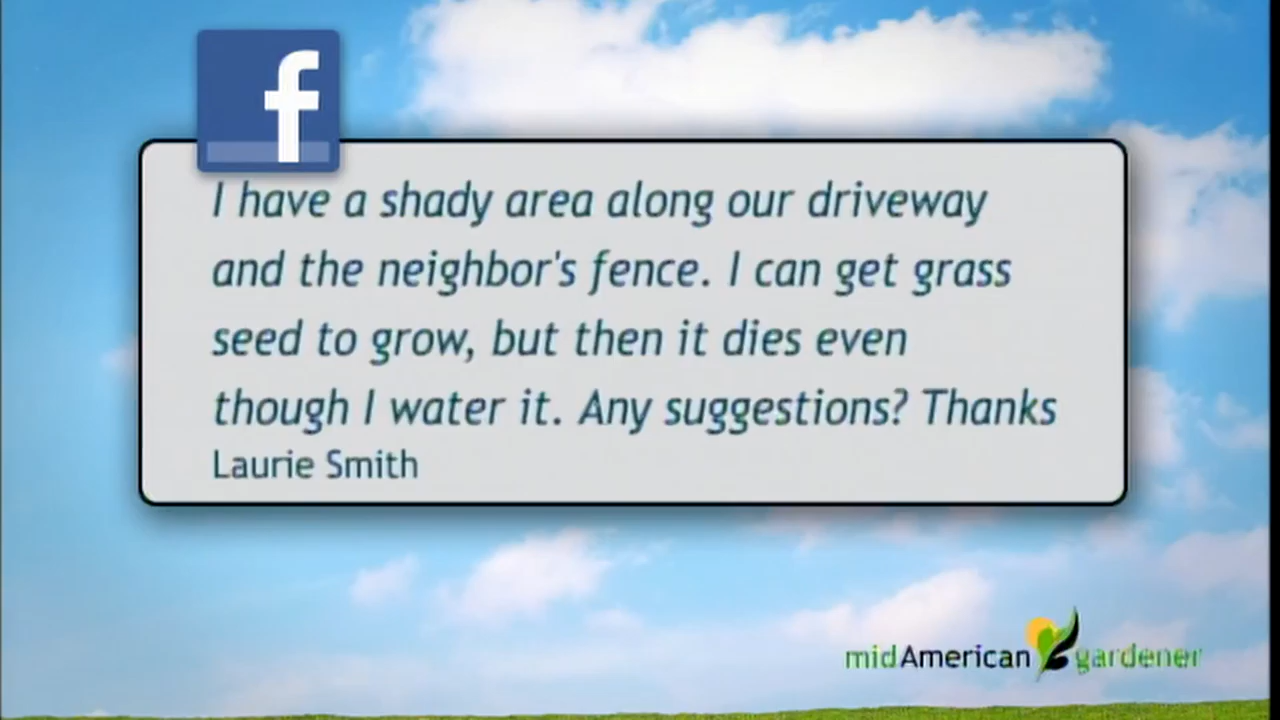 f
I have a shady area along our driveway
and the neighbor's fence. I can get grass
seed to grow, but then it dies even
though I water it. Any suggestions? Thanks
Laurie Smith
midAmerican gardener